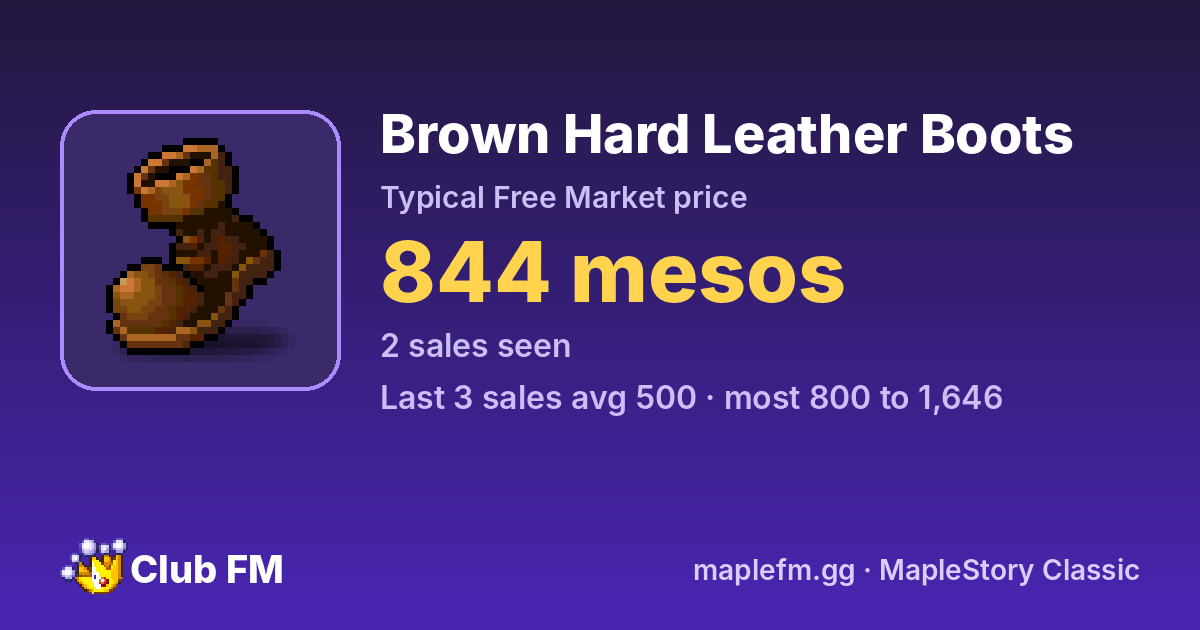 Brown Hard Leather Boots
Typical Free Market price
844 mesos
2 sales seen
Last 3 sales avg 500 · most 800 to 1,646
Club FM
maplefm.gg · MapleStory Classic